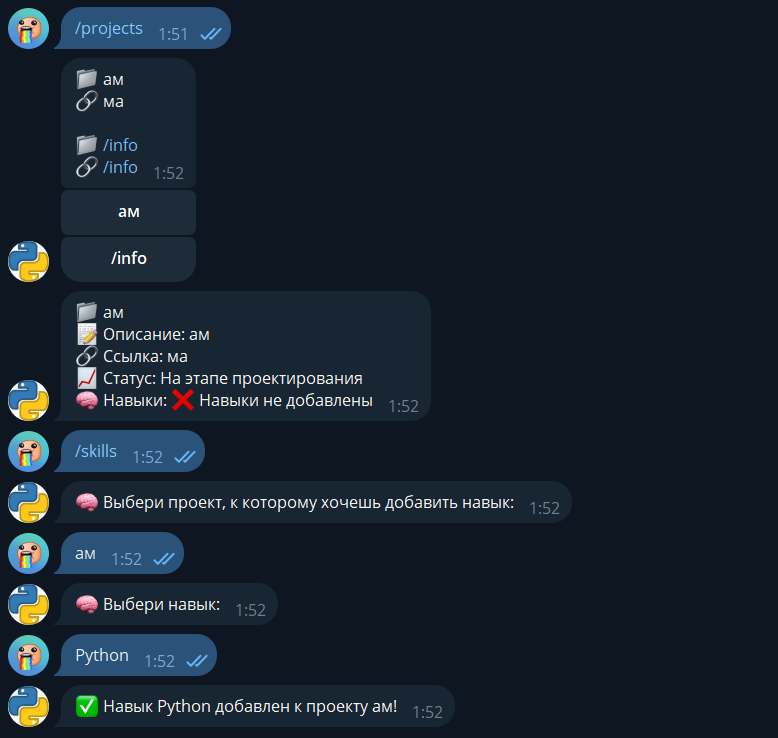 /projects 1:51
📁 ам
🔗 ма
📁 /info
🔗 /info 1:52
ам
/info
📁 ам
📝 Описание: ам
🔗 Ссылка: ма
📈 Статус: На этапе проектирования
🧠 Навыки: ❌ Навыки не добавлены 1:52
/skills 1:52
🧠 Выбери проект, к которому хочешь добавить навык: 1:52
ам 1:52
🧠 Выбери навык: 1:52
Python 1:52
✅ Навык Python добавлен к проекту ам! 1:52